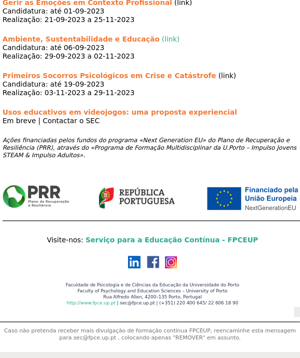 Gerir as Emoções em Contexto Profissional (link)
Candidatura: até 01-09-2023
Realização: 21-09-2023 a 25-11-2023
Ambiente, Sustentabilidade e Educação (link)
Candidatura: até 06-09-2023
Realização: 29-09-2023 a 02-11-2023
Primeiros Socorros Psicológicos em Crise e Catástrofe (link)
Candidatura: até 19-09-2023
Realização: 03-11-2023 a 29-11-2023
Usos educativos em videojogos: uma proposta experiencial
Em breve | Contactar o SEC
Ações financiadas pelos fundos do programa «Next Generation EU» do Plano de Recuperação e
Resiliência (PRR), através do «Programa de Formação Multidisciplinar da U.Porto – Impulso Jovens
STEAM & Impulso Adultos».
PRR
Plano de Recuperação
e Resiliência
REPÚBLICA
PORTUGUESA
Financiado pela
União Europeia
NextGenerationEU
Visite-nos: Serviço para a Educação Contínua - FPCEUP
Faculdade de Psicologia e de Ciências da Educação da Universidade do Porto
Faculty of Psychology and Education Sciences – University of Porto
Rua Alfredo Allen, 4200–135 Porto, Portugal
http://www.fpce.up.pt | sec@fpce.up.pt | (+351) 220 400 645/ 22 606 18 90
Caso não pretenda receber mais divulgação de formação contínua FPCEUP, reencaminhe esta mensagem
para sec@fpce.up.pt , colocando apenas "REMOVER" em assunto.